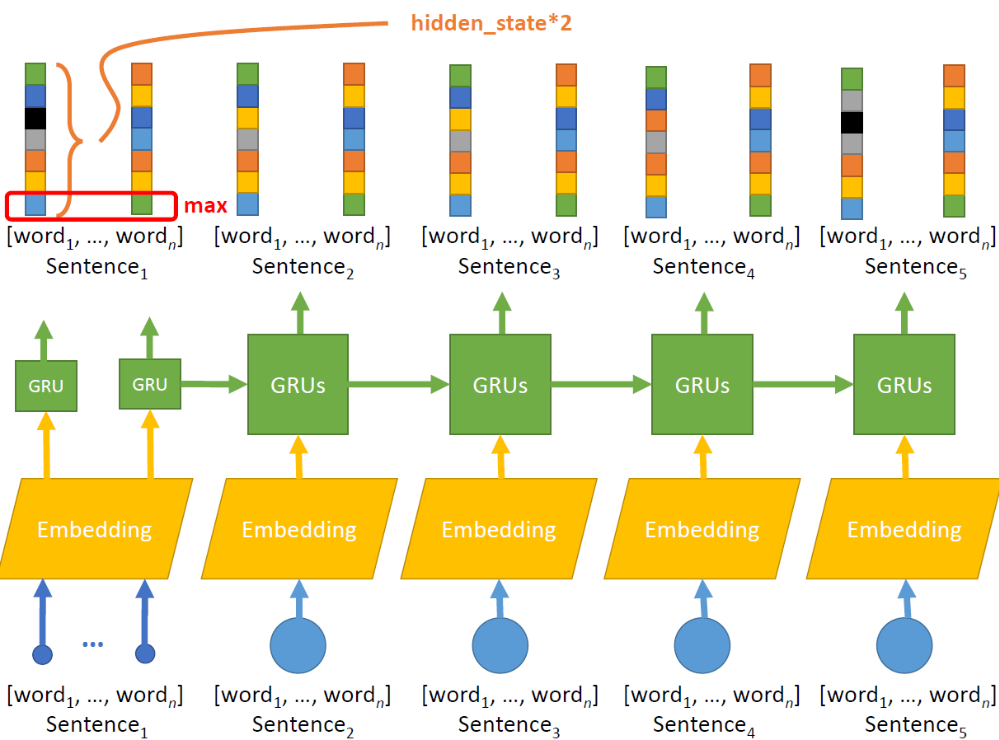 hidden_state*2
max
[word1, ..., wordn] [word1, ..., wordn] [word1, ..., wordn] [word1, ..., wordn] [word1, ..., wordn]
Sentence1 Sentence2 Sentence3 Sentence4 Sentence5
GRU GRU GRUs GRUs GRUs GRUs
Embedding Embedding Embedding Embedding Embedding
...
[word1, ..., wordn] [word1, ..., wordn] [word1, ..., wordn] [word1, ..., wordn] [word1, ..., wordn]
Sentence1 Sentence2 Sentence3 Sentence4 Sentence5